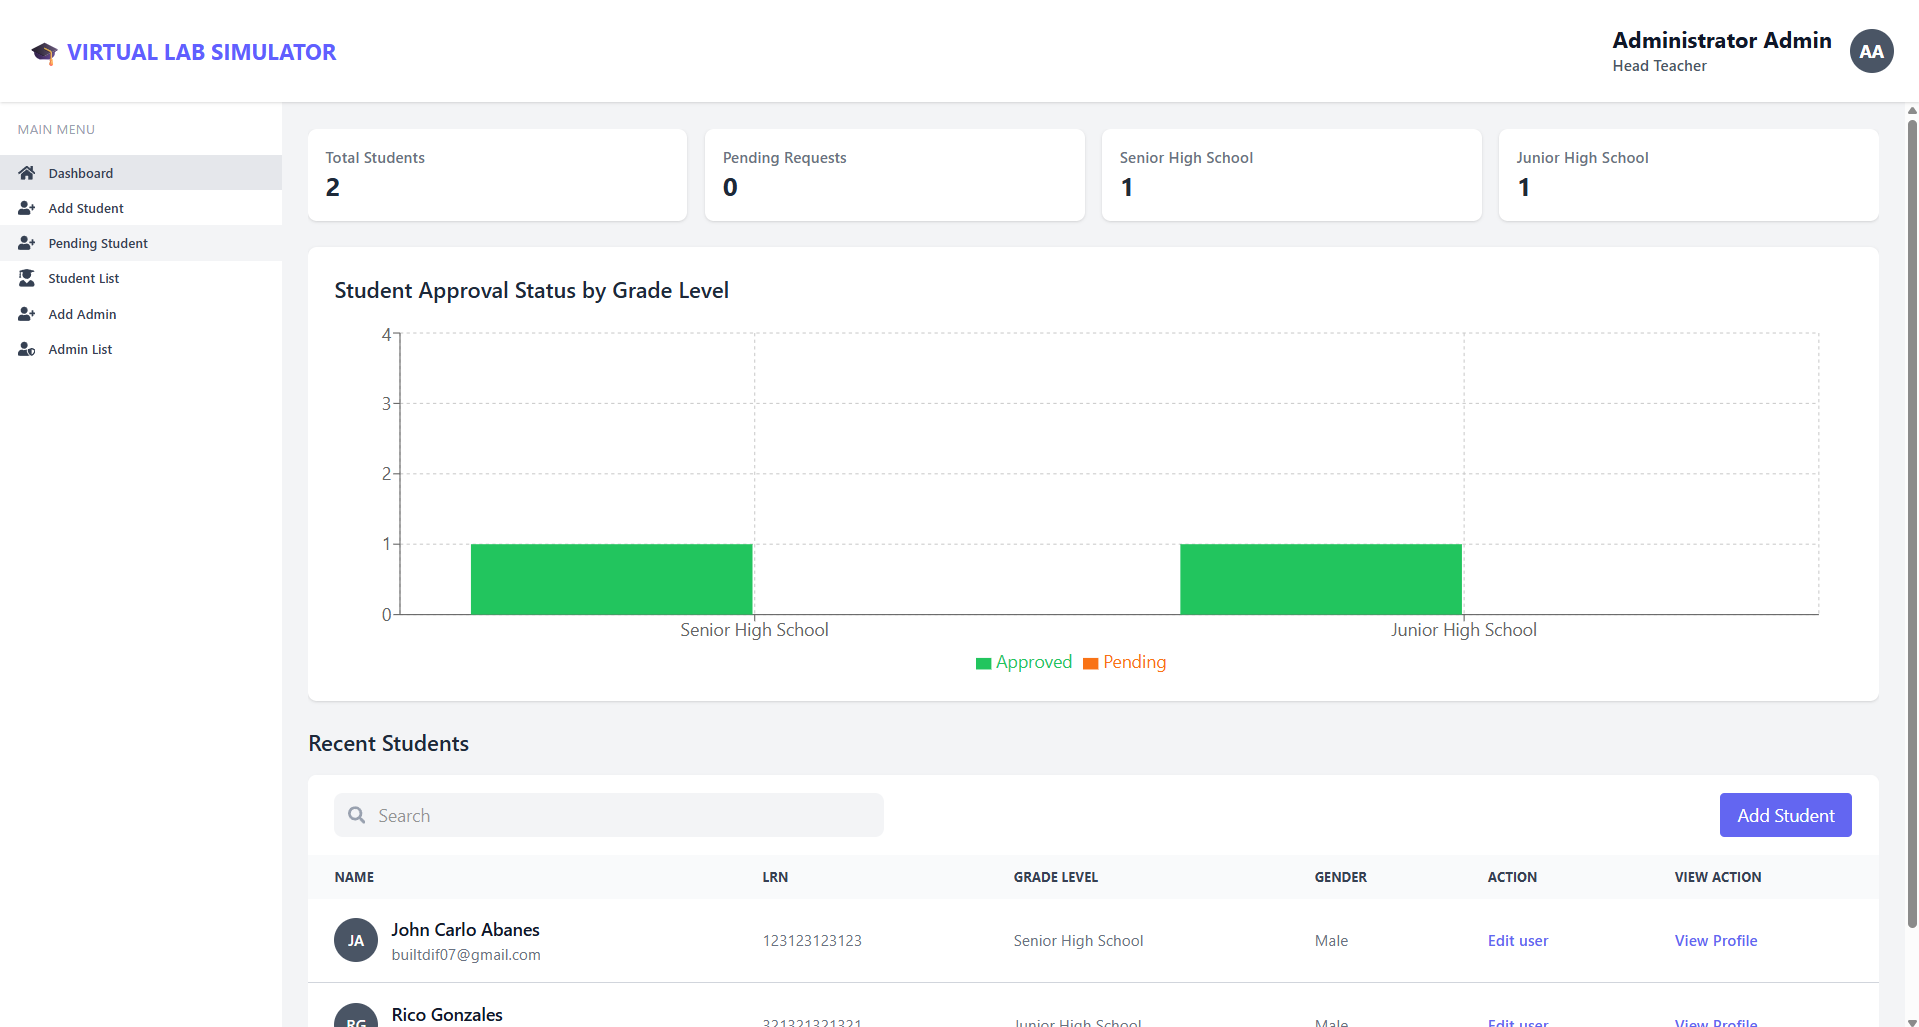 VIRTUAL LAB SIMULATOR
Administrator Admin
Head Teacher
AA
MAIN MENU
Dashboard
Add Student
Pending Student
Student List
Add Admin
Admin List
Total Students
2
Pending Requests
0
Senior High School
1
Junior High School
1
Student Approval Status by Grade Level
4
3
2
1
0
Senior High School
Junior High School
Approved
Pending
Recent Students
Search
Add Student
NAME LRN GRADE LEVEL GENDER ACTION VIEW ACTION
JA
John Carlo Abanes
builtdif07@gmail.com
123123123123 Senior High School Male Edit user View Profile
RG
Rico Gonzales
321321321321 Junior High School Male Edit user View Profile